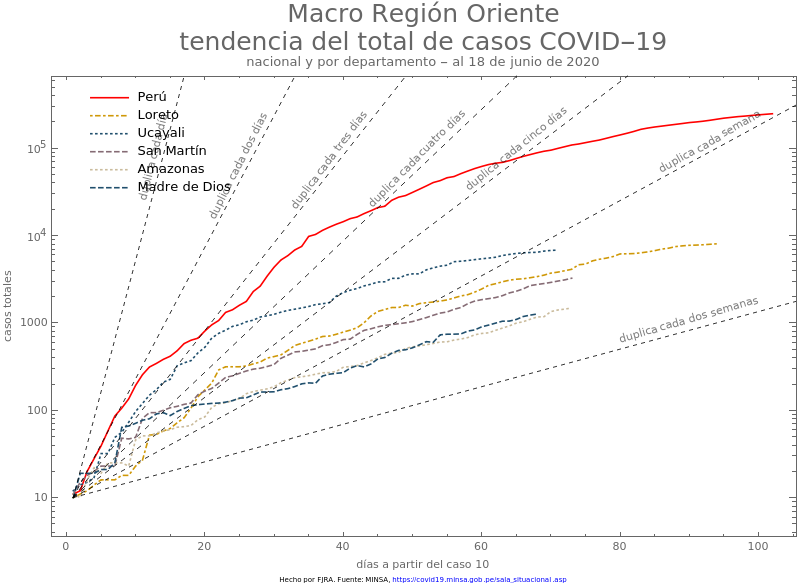 Macro Región Oriente
tendencia del total de casos COVID–19
nacional y por departamento – al 18 de junio de 2020
Perú
Loreto
Ucayali
San Martín
Amazonas
Madre de Dios
duplica cada día
duplica cada dos días
duplica cada tres días
duplica cada cuatro días
duplica cada cinco días
duplica cada semana
duplica cada dos semanas
casos totales
10^5
10^4
1000
100
10
0 20 40 60 80 100
días a partir del caso 10
Hecho por FJRA. Fuente: MINSA, https://covid19.minsa.gob.pe/sala_situacional.asp